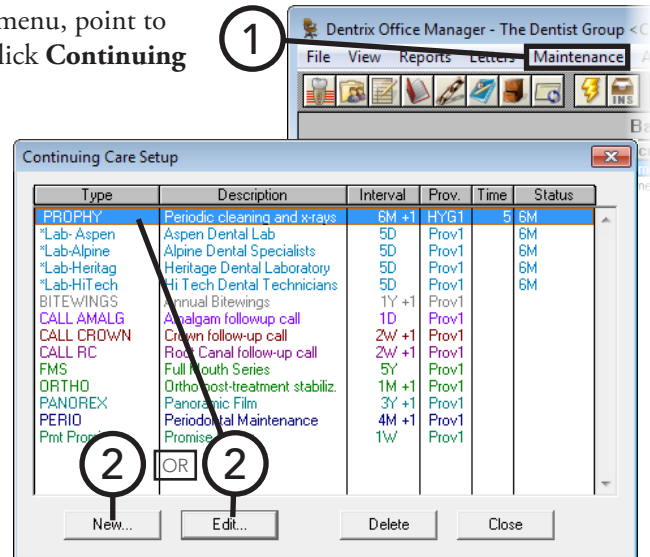 menu, point to
lick Continuing
1
Dentrix Office Manager - The Dentist Group <C
File View Reports Letters Maintenance A
INS
Ba
Continuing Care Setup
Type Description Interval Prov. Time Status
PROPHY Periodic cleaning and x-rays 6M +1 HYG1 5 6M
*Lab- Aspen Aspen Dental Lab 5D Prov1 6M
*Lab-Alpine Alpine Dental Specialists 5D Prov1 6M
*Lab-Heritag Heritage Dental Laboratory 5D Prov1 6M
*Lab-HiTech Hi Tech Dental Technicians 5D Prov1 6M
BITEWINGS Annual Bitewings 1Y +1 Prov1
CALL AMALG Amalgam followup call 1D Prov1
CALL CROWN Crown follow-up call 2W +1 Prov1
CALL RC Root Canal follow-up call 2W +1 Prov1
FMS Full Mouth Series 5Y Prov1
ORTHO Ortho post-treatment stabiliz. 1M +1 Prov1
PANOREX Panoramic Film 3Y +1 Prov1
PERIO Periodontal Maintenance 4M +1 Prov1
Pmt Promise Promise 1W Prov1
2 OR 2
New... Edit... Delete Close